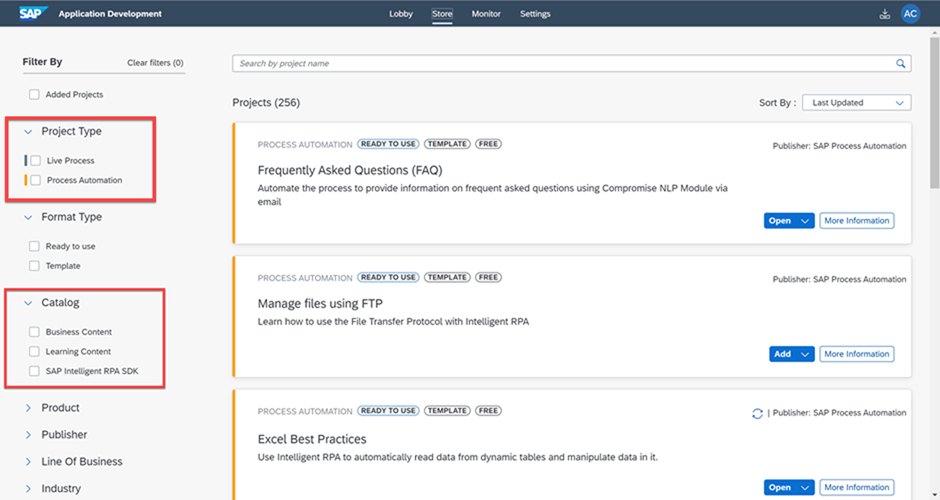 SAP Application Development Lobby Store Monitor Settings AC
Filter By Clear filters (0)
Added Projects
Project Type
Live Process
Process Automation
Format Type
Ready to use
Template
Catalog
Business Content
Learning Content
SAP Intelligent RPA SDK
Product
Publisher
Line Of Business
Industry
Search by project name
Projects (256) Sort By : Last Updated
PROCESS AUTOMATION READY TO USE TEMPLATE FREE Publisher: SAP Process Automation
Frequently Asked Questions (FAQ)
Automate the process to provide information on frequent asked questions using Compromise NLP Module via
email
Open More Information
PROCESS AUTOMATION READY TO USE TEMPLATE FREE Publisher: SAP Process Automation
Manage files using FTP
Learn how to use the File Transfer Protocol with Intelligent RPA
Add More Information
PROCESS AUTOMATION READY TO USE TEMPLATE FREE | Publisher: SAP Process Automation
Excel Best Practices
Use Intelligent RPA to automatically read data from dynamic tables and manipulate data in it.
Open More Information